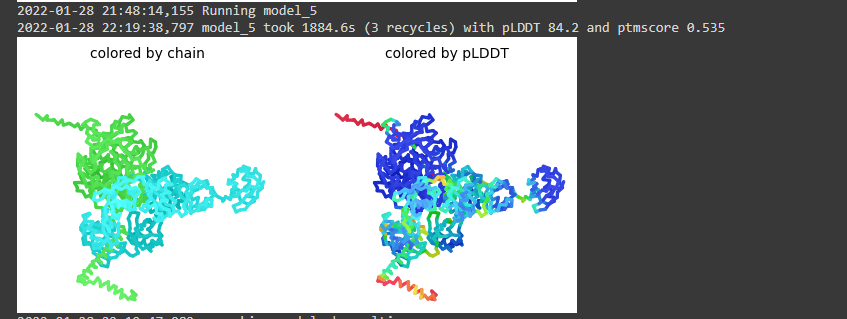 2022-01-28 21:48:14,155 Running model_5
2022-01-28 22:19:38,797 model_5 took 1884.6s (3 recycles) with pLDDT 84.2 and ptmscore 0.535
colored by chain
colored by pLDDT